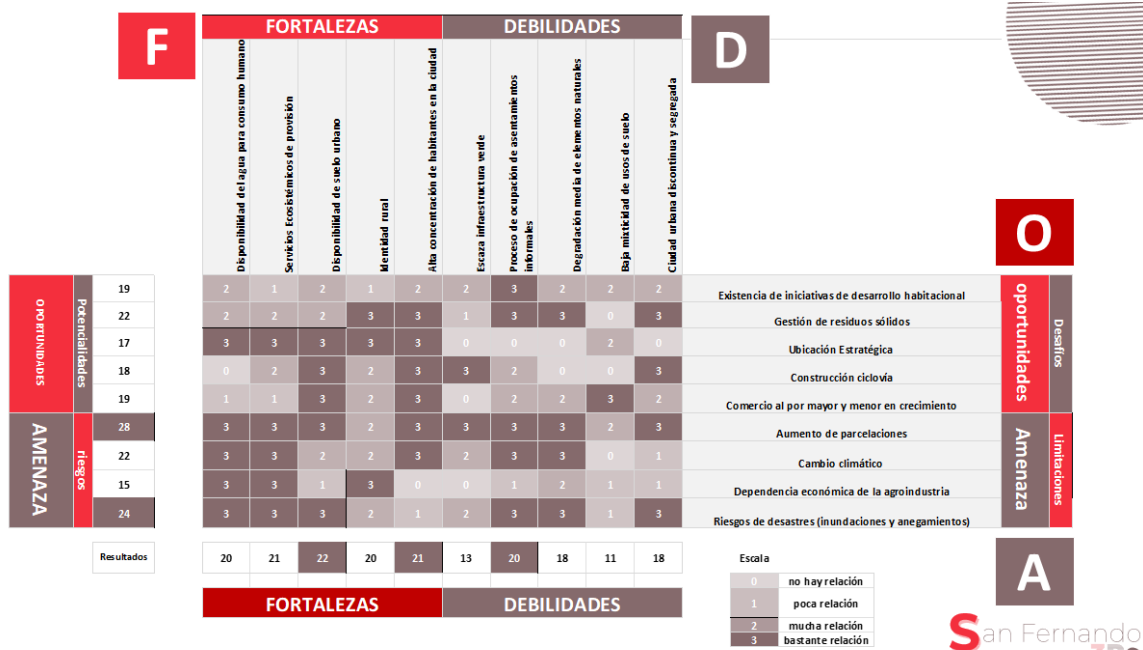 F
FORTALEZAS DEBILIDADES
D
Disponibilidad del agua para consumo humano
Servicios Ecosistémicos de provisión
Disponibilidad de suelo urbano
Identidad rural
Alta concentración de habitantes en la ciudad
Escaza infraestructura verde
Proceso de ocupación de asentamientos
informales
Degradación media de elementos naturales
Baja mixticidad de usos de suelo
Ciudad urbana discontinua y segregada
O
OPORTUNIDADES
Potencialidades
19 2 1 2 1 2 2 3 2 2 2 Existencia de iniciativas de desarrollo habitacional
22 2 2 2 3 3 1 3 3 0 3 Gestión de residuos sólidos
17 3 3 3 3 3 0 0 0 2 0 Ubicación Estratégica
18 0 2 3 2 3 3 2 0 0 3 Construcción ciclovía
19 1 1 3 2 3 0 2 2 3 2 Comercio al por mayor y menor en crecimiento
oportunidades
Desafíos
AMENAZA
riesgos
28 3 3 3 2 3 3 3 3 2 3 Aumento de parcelaciones
22 3 3 2 2 3 2 3 3 0 1 Cambio climático
15 3 3 1 3 0 0 1 2 1 1 Dependencia económica de la agroindustria
24 3 3 3 2 1 2 3 3 1 3 Riesgos de desastres (inundaciones y anegamientos)
Amenaza
Limitaciones
Resultados 20 21 22 20 21 13 20 18 11 18
FORTALEZAS DEBILIDADES
Escala
0 no hay relación
1 poca relación
2 mucha relación
3 bastante relación
A
San Fernando